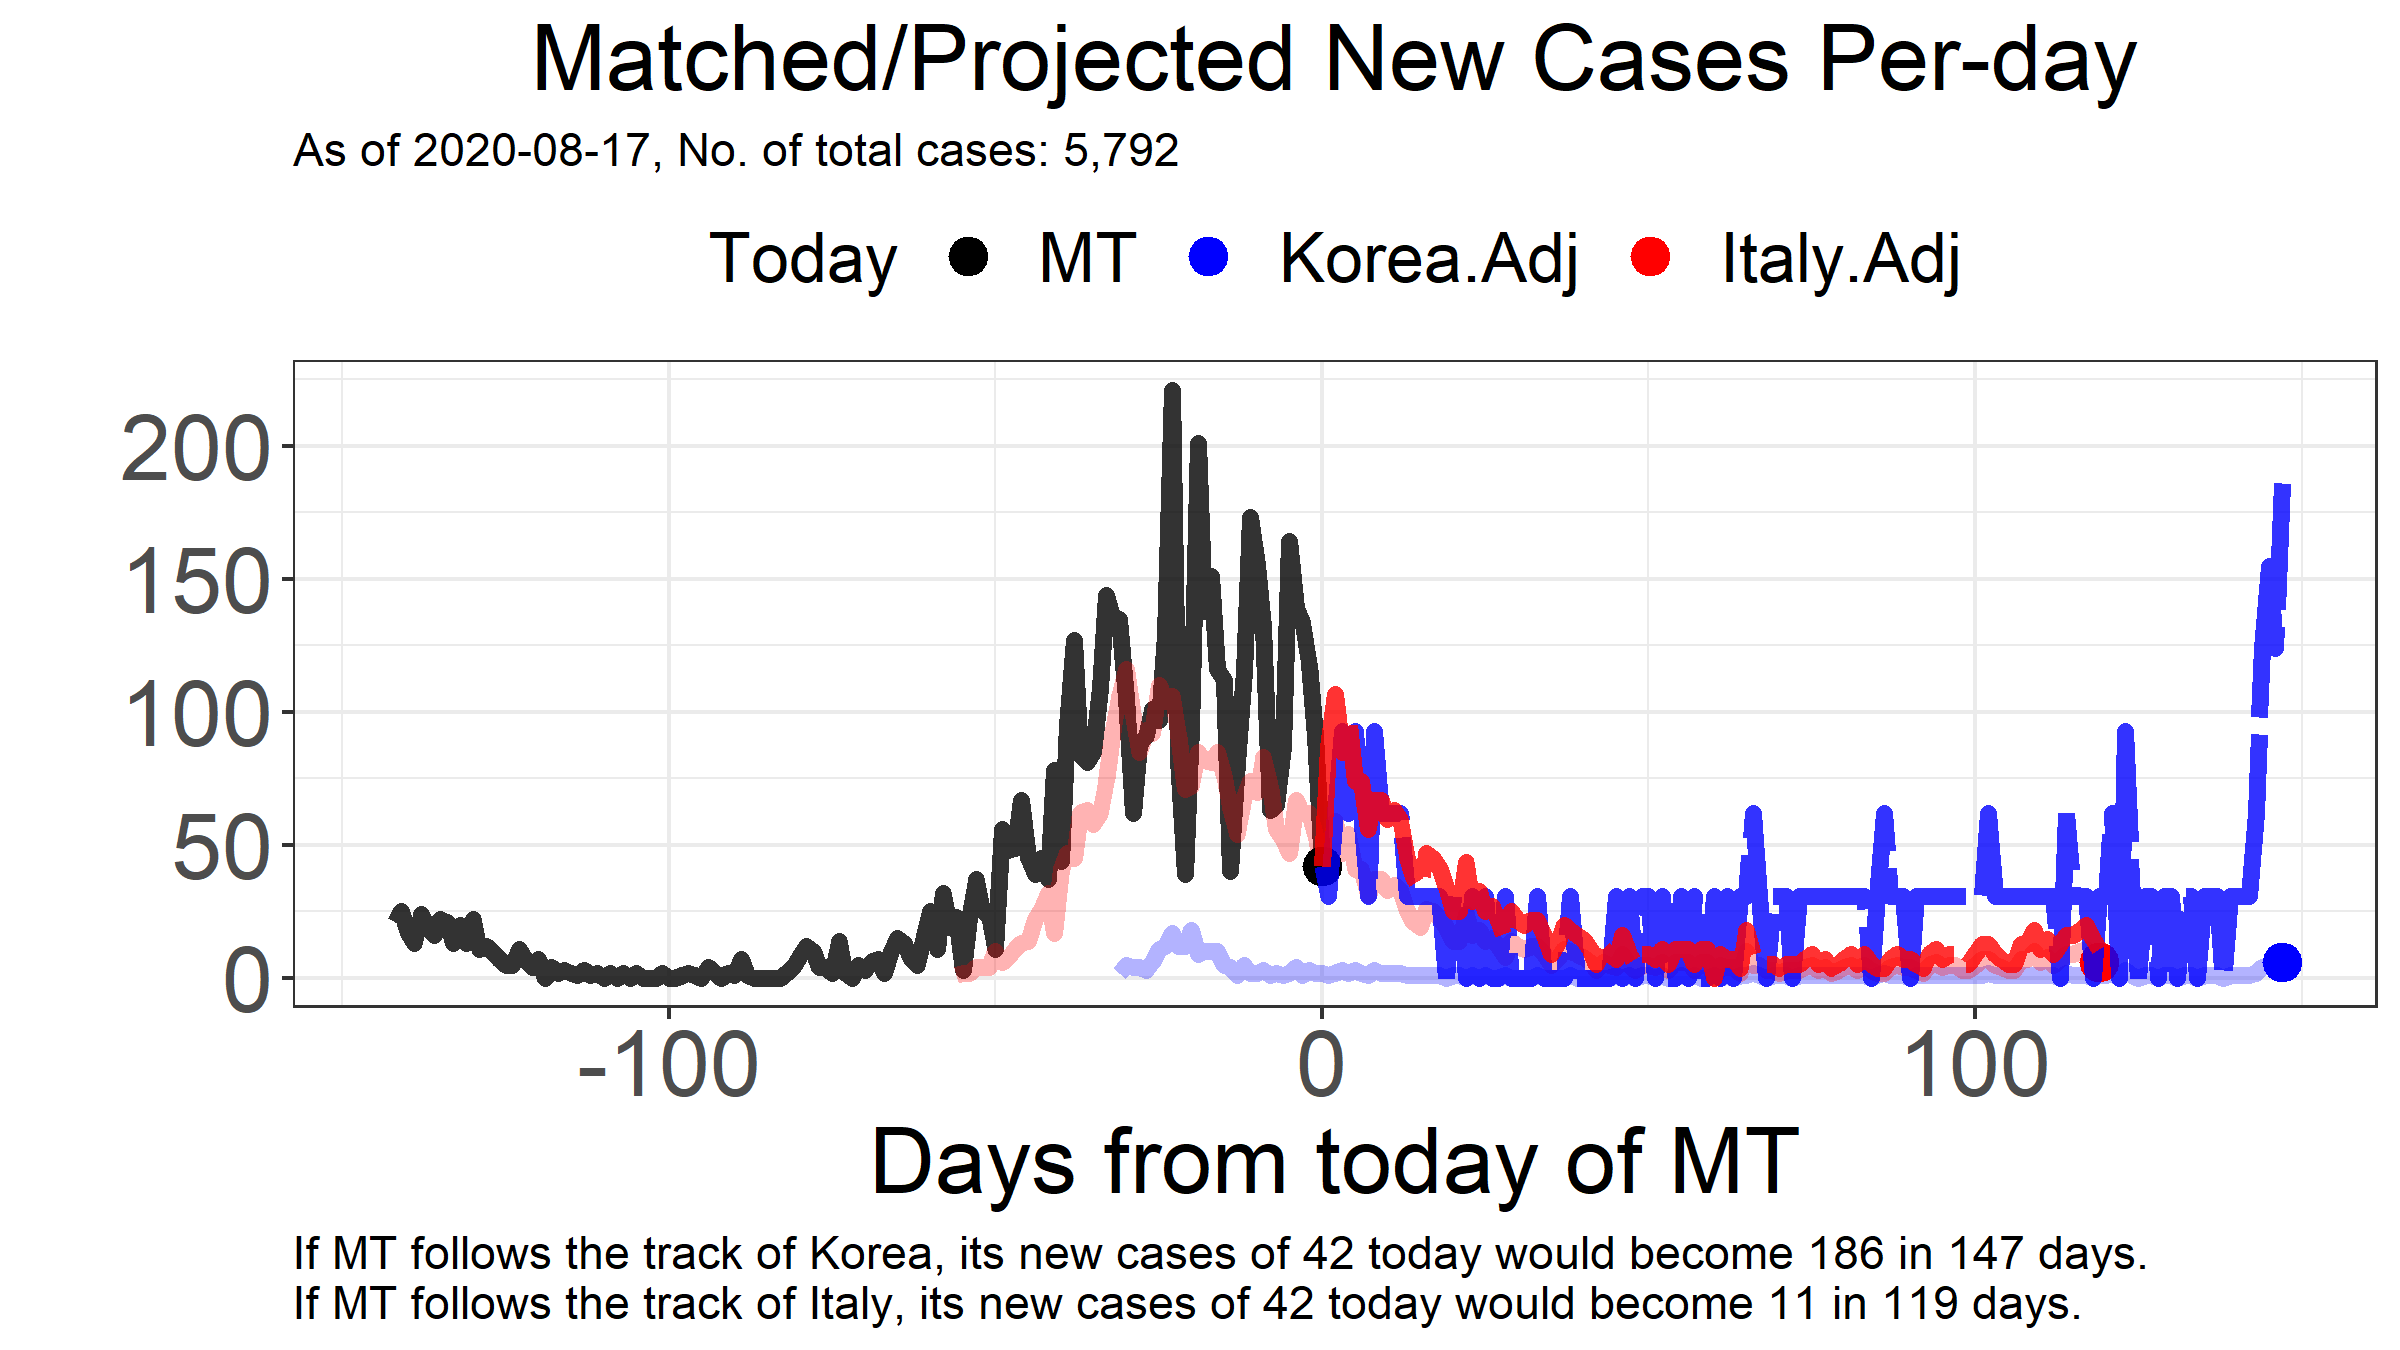 Matched/Projected New Cases Per-day
As of 2020-08-17, No. of total cases: 5,792
Today MT Korea.Adj Italy.Adj
200
150
100
50
0
-100 0 100
Days from today of MT
If MT follows the track of Korea, its new cases of 42 today would become 186 in 147 days.
If MT follows the track of Italy, its new cases of 42 today would become 11 in 119 days.